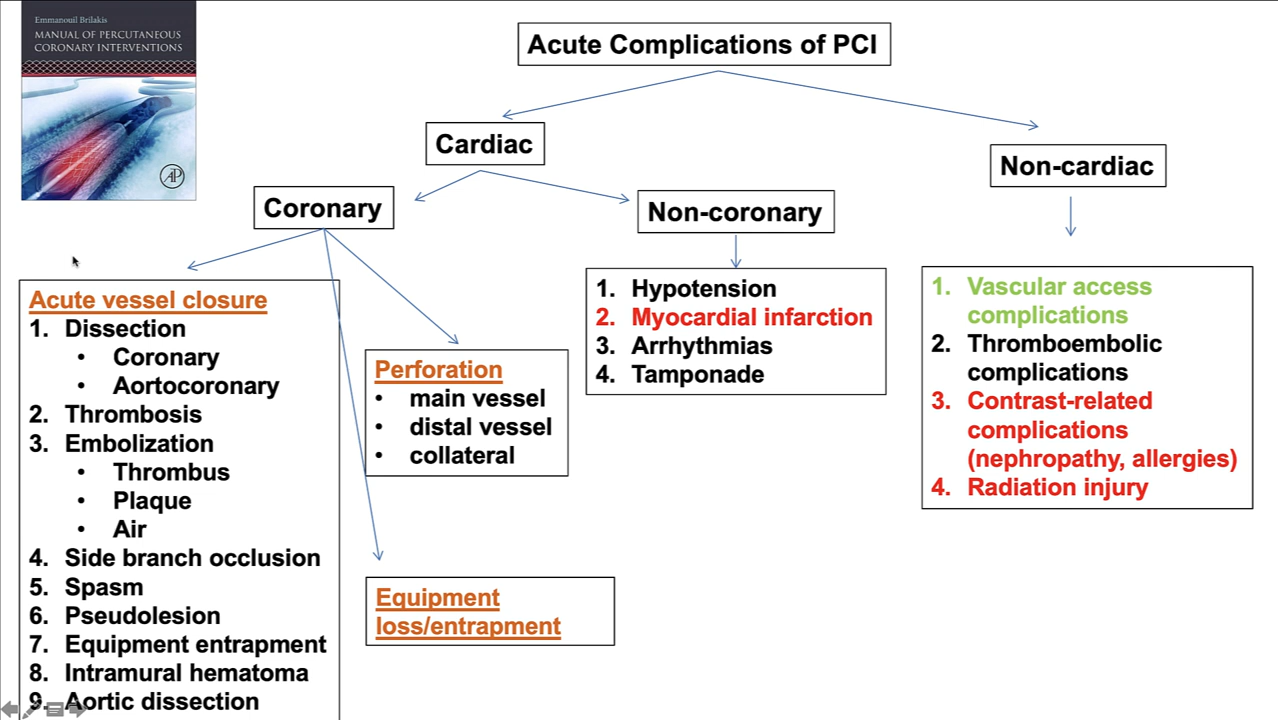 Emmanouil Brilakis
MANUAL OF PERCUTANEOUS
CORONARY INTERVENTIONS
AP
Acute Complications of PCI
Cardiac
Non-cardiac
Coronary
Non-coronary
Acute vessel closure
1. Dissection
• Coronary
• Aortocoronary
2. Thrombosis
3. Embolization
• Thrombus
• Plaque
• Air
4. Side branch occlusion
5. Spasm
6. Pseudolesion
7. Equipment entrapment
8. Intramural hematoma
9. Aortic dissection
Perforation
• main vessel
• distal vessel
• collateral
Equipment
loss/entrapment
1. Hypotension
2. Myocardial infarction
3. Arrhythmias
4. Tamponade
1. Vascular access
complications
2. Thromboembolic
complications
3. Contrast-related
complications
(nephropathy, allergies)
4. Radiation injury